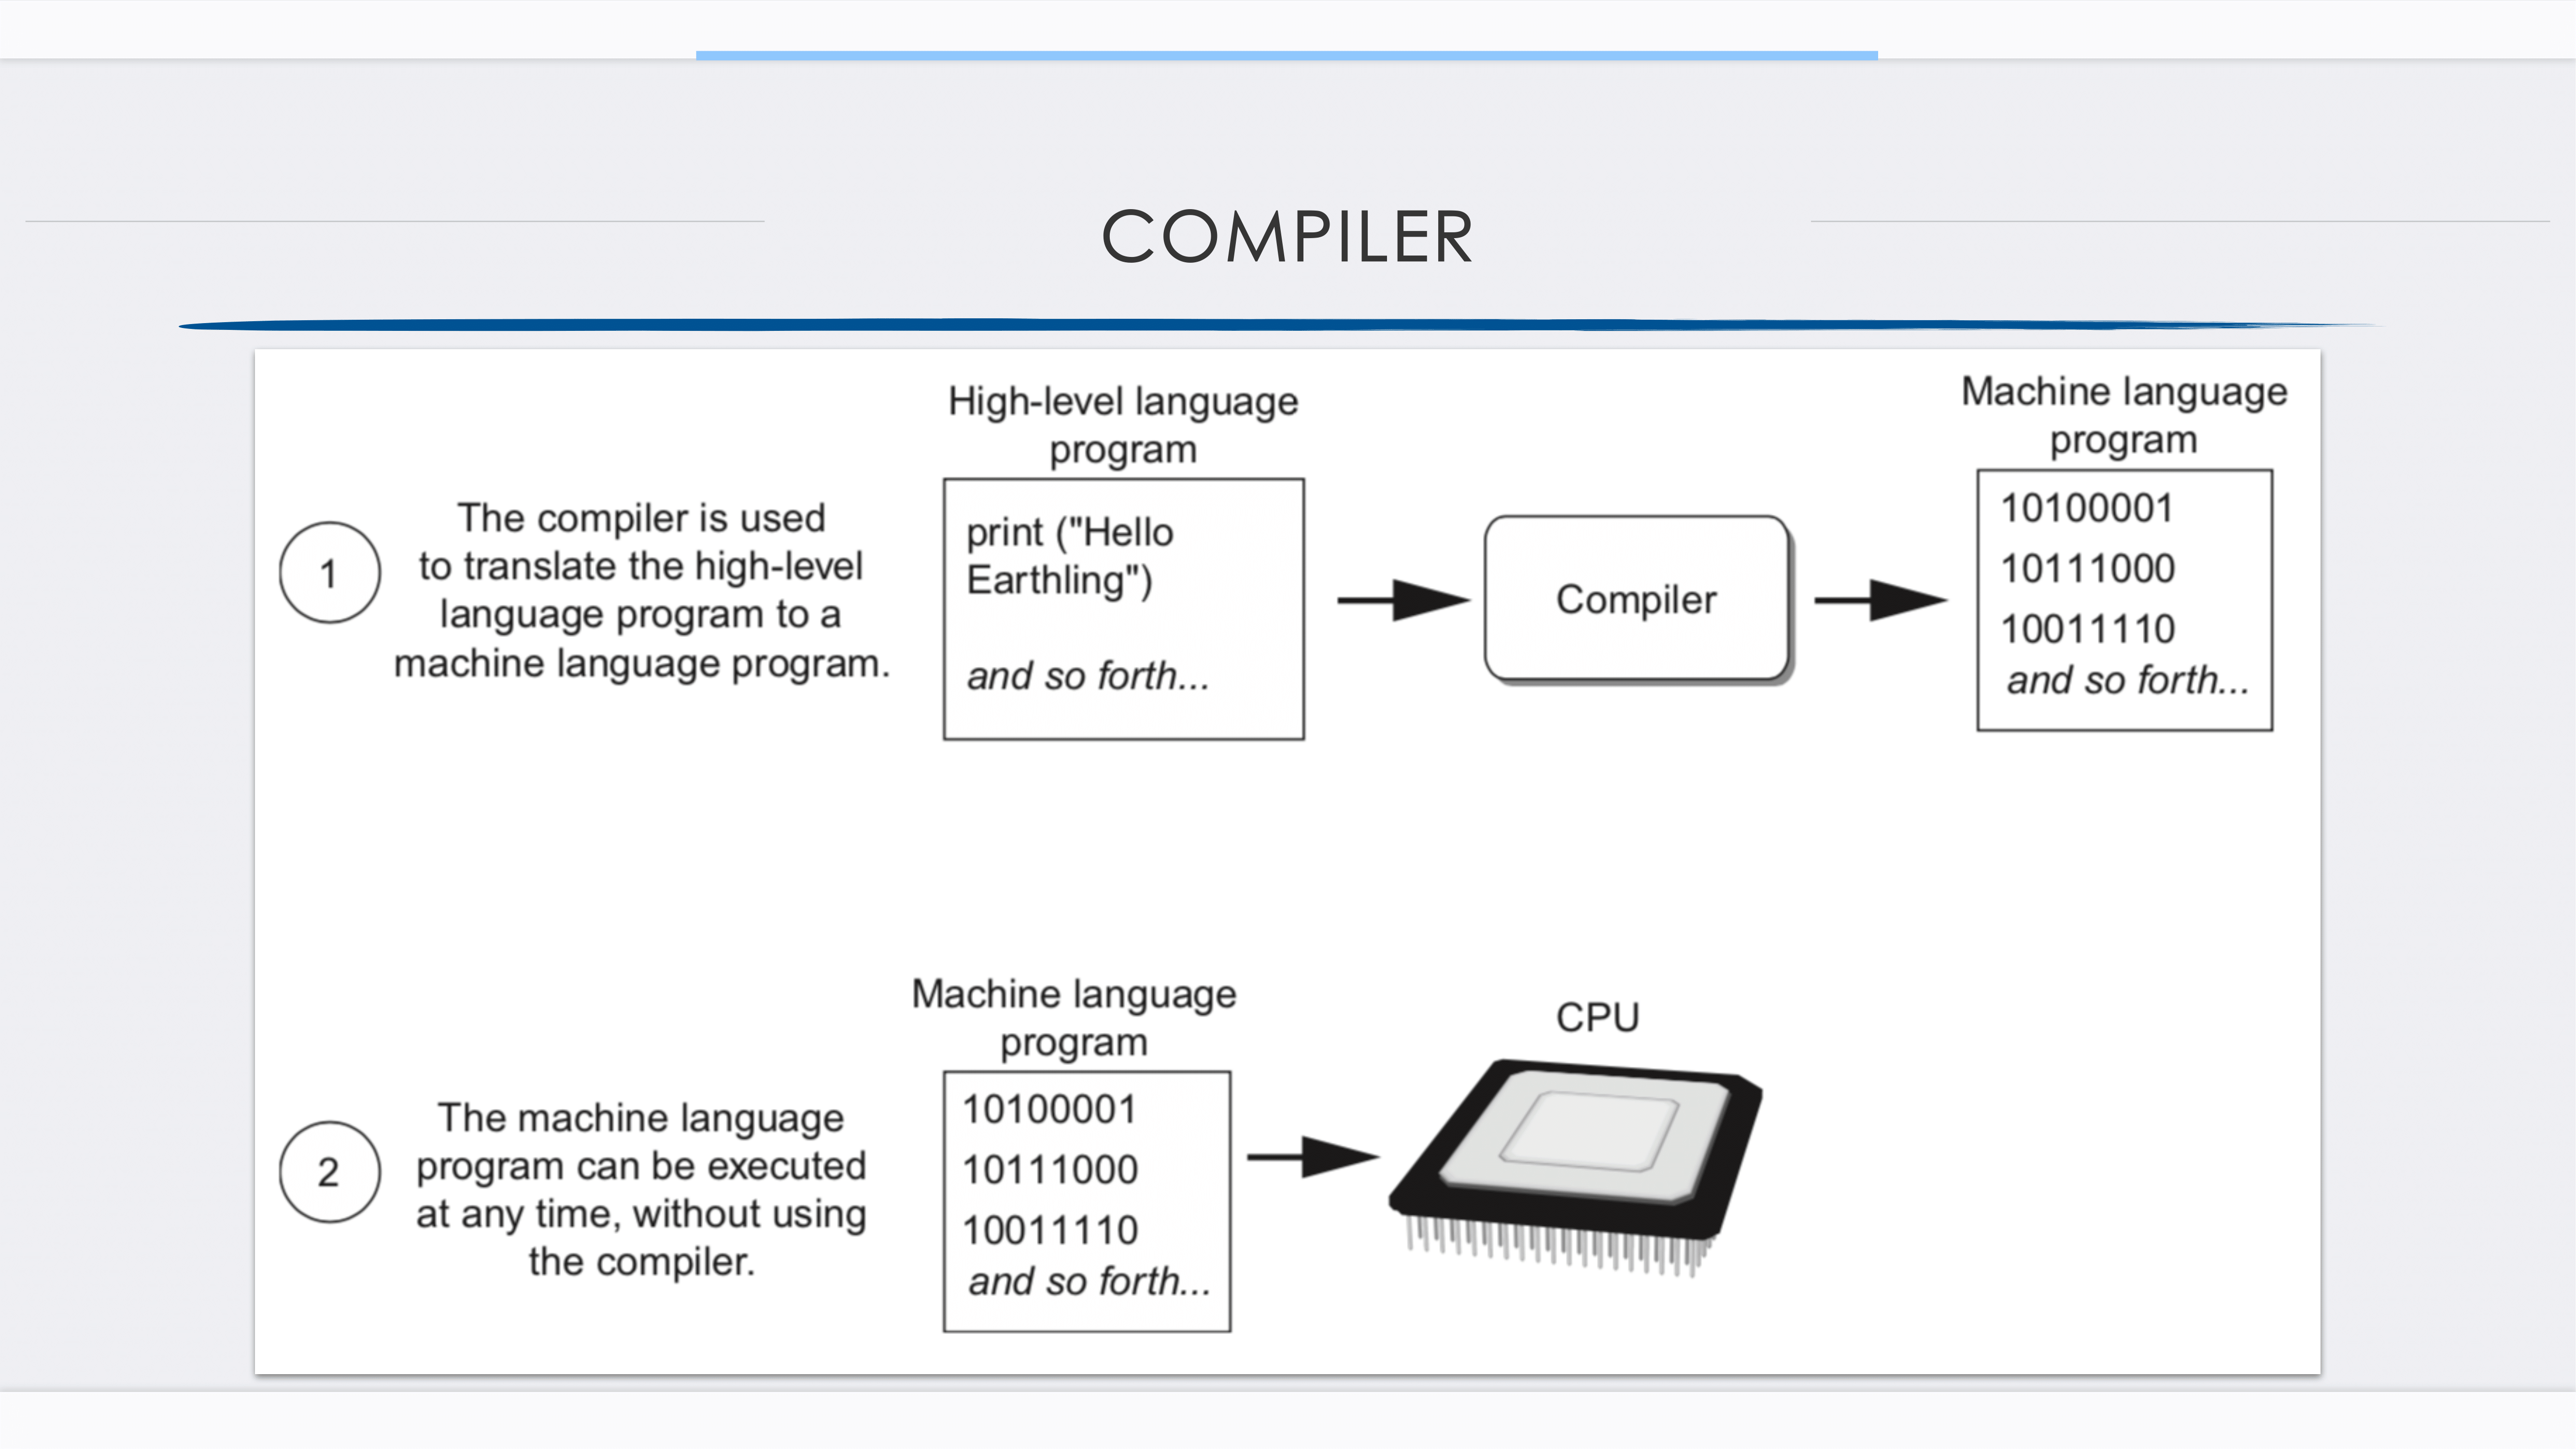 COMPILER
1
The compiler is used
to translate the high-level
language program to a
machine language program.
High-level language
program
print ("Hello
Earthling")
and so forth...
Compiler
Machine language
program
10100001
10111000
10011110
and so forth...
2
The machine language
program can be executed
at any time, without using
the compiler.
Machine language
program
10100001
10111000
10011110
and so forth...
CPU